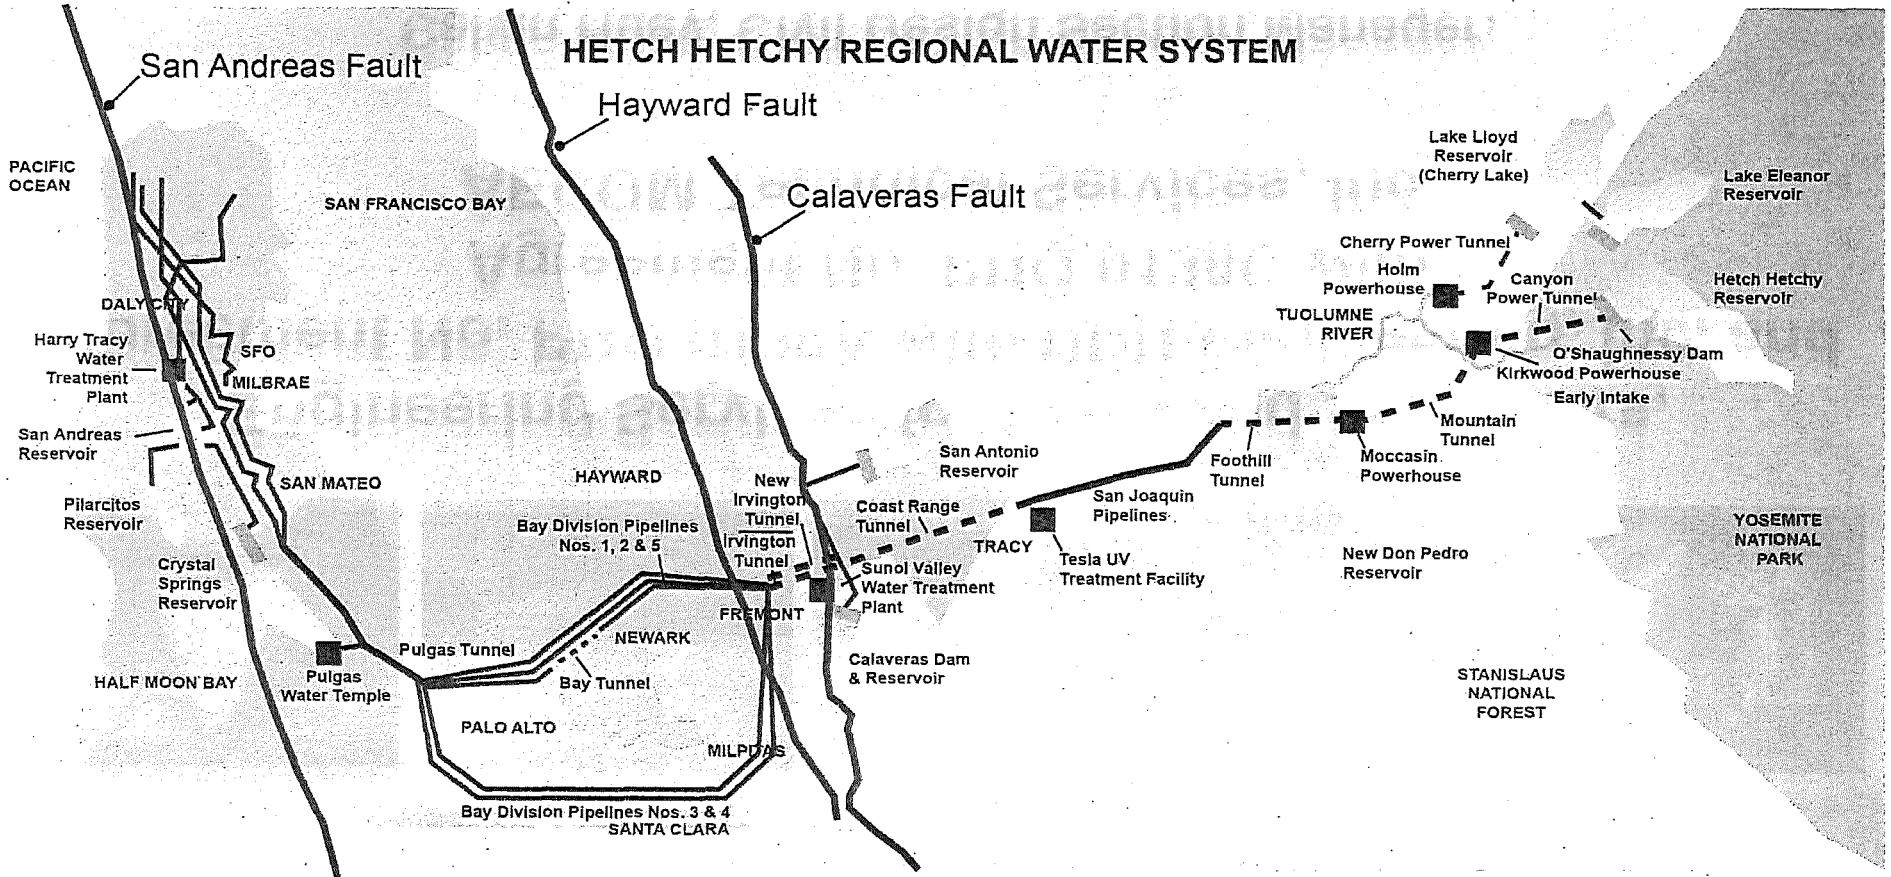 HETCH HETCHY REGIONAL WATER SYSTEM
San Andreas Fault
Hayward Fault
Calaveras Fault
PACIFIC
OCEAN
SAN FRANCISCO BAY
Lake Lloyd
Reservoir
(Cherry Lake)
Lake Eleanor
Reservoir
Cherry Power Tunnel
Holm
Powerhouse
Canyon
Power Tunnel
Hetch Hetchy
Reservoir
TUOLUMNE
RIVER
O'Shaughnessy Dam
Kirkwood Powerhouse
Early Intake
Mountain
Tunnel
Moccasin
Powerhouse
Foothill
Tunnel
DALY CITY
Harry Tracy
Water
Treatment
Plant
SFO
MILBRAE
San Andreas
Reservoir
SAN MATEO
Pilarcitos
Reservoir
Crystal
Springs
Reservoir
HAYWARD
Bay Division Pipelines
Nos. 1, 2 & 5
New
Irvington
Tunnel
Irvington
Tunnel
San Antonio
Reservoir
Coast Range
Tunnel
San Joaquin
Pipelines
TRACY
Tesla UV
Treatment Facility
Sunol Valley
Water Treatment
Plant
New Don Pedro
Reservoir
YOSEMITE
NATIONAL
PARK
FREMONT
NEWARK
Pulgas Tunnel
Bay Tunnel
Calaveras Dam
& Reservoir
HALF MOON BAY
Pulgas
Water Temple
STANISLAUS
NATIONAL
FOREST
PALO ALTO
MILPDAS
Bay Division Pipelines Nos. 3 & 4
SANTA CLARA